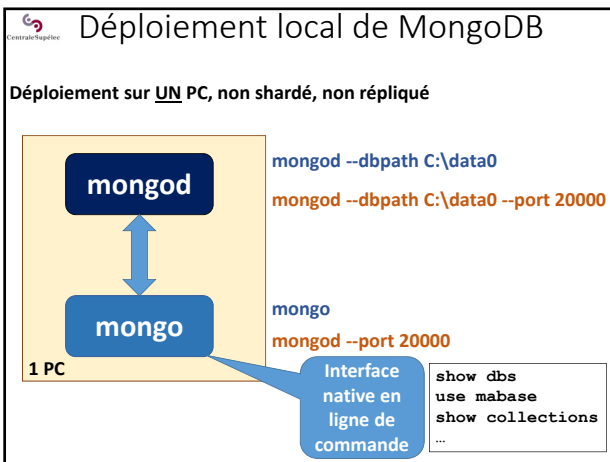 CentraleSupélec
Déploiement local de MongoDB
Déploiement sur UN PC, non shardé, non répliqué
mongod
mongod --dbpath C:\data0
mongod --dbpath C:\data0 --port 20000
mongo
mongo
mongod --port 20000
1 PC
Interface
native en
ligne de
commande
show dbs
use mabase
show collections
…